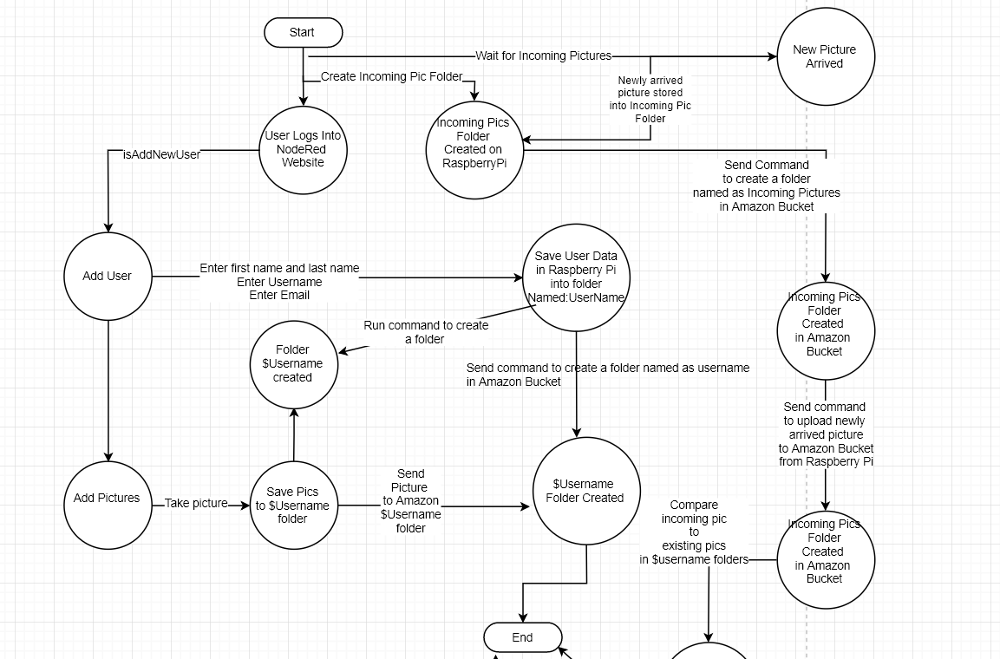 Start
Wait for Incoming Pictures
New Picture
Arrived
Create Incoming Pic Folder
Newly arrived
picture stored
into Incoming Pic
Folder
User Logs Into
NodeRed
Website
Incoming Pics
Folder
Created on
RaspberryPi
isAddNewUser
Send Command
to create a folder
named as Incoming Pictures
in Amazon Bucket
Add User
Enter first name and last name
Enter Username
Enter Email
Save User Data
in Raspberry Pi
into folder
Named:UserName
Incoming Pics
Folder
Created
in Amazon
Bucket
Run command to create
a folder
Folder
$Username
created
Send command to create a folder named as username
in Amazon Bucket
Send command
to upload newly
arrived picture
to Amazon Bucket
from Raspberry Pi
Add Pictures
Take picture
Save Pics
to $Username
folder
Send
Picture
to Amazon
$Username
folder
$Username
Folder Created
Compare
incoming pic
to
existing pics
in $username folders
Incoming Pics
Folder
Created
in Amazon
Bucket
End